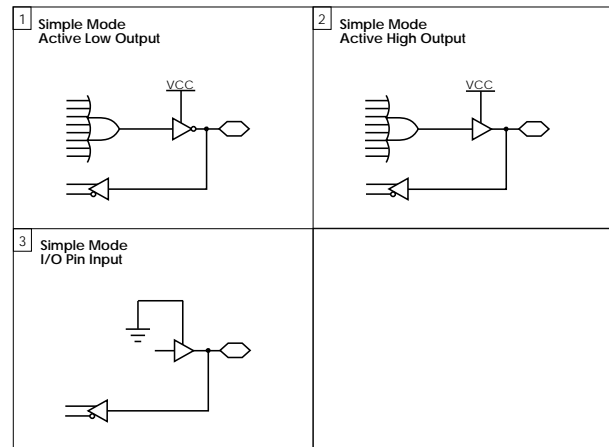 1
Simple Mode
Active Low Output
VCC
2
Simple Mode
Active High Output
VCC
3
Simple Mode
I/O Pin Input